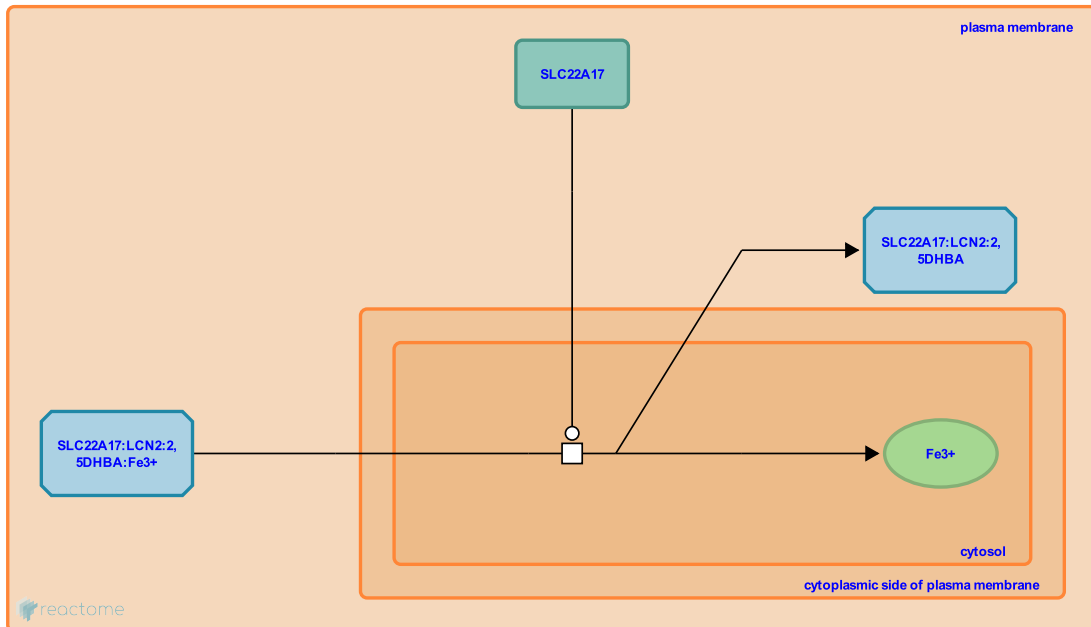 plasma membrane
SLC22A17
SLC22A17:LCN2:2,
5DHBA
SLC22A17:LCN2:2,
5DHBA:Fe3+
Fe3+
cytosol
cytoplasmic side of plasma membrane
reactome